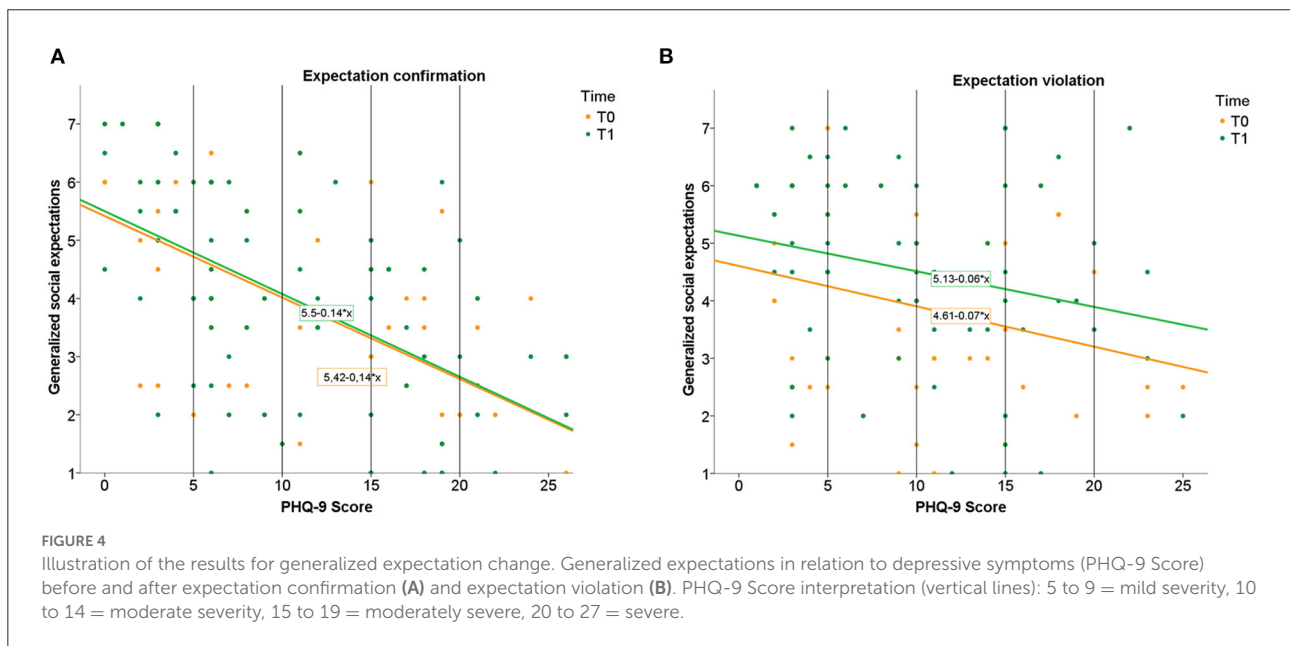 A
Expectation confirmation
Time
T0
T1
Generalized social expectations
7
6
5
4
3
2
1
5.5-0.14*x
5,42-0,14*x
0 5 10 15 20 25
PHQ-9 Score
B
Expectation violation
Time
T0
T1
Generalized social expectations
7
6
5
4
3
2
1
5.13-0.06*x
4.61-0.07*x
0 5 10 15 20 25
PHQ-9 Score
FIGURE 4
Illustration of the results for generalized expectation change. Generalized expectations in relation to depressive symptoms (PHQ-9 Score)
before and after expectation confirmation (A) and expectation violation (B). PHQ-9 Score interpretation (vertical lines): 5 to 9 = mild severity, 10
to 14 = moderate severity, 15 to 19 = moderately severe, 20 to 27 = severe.